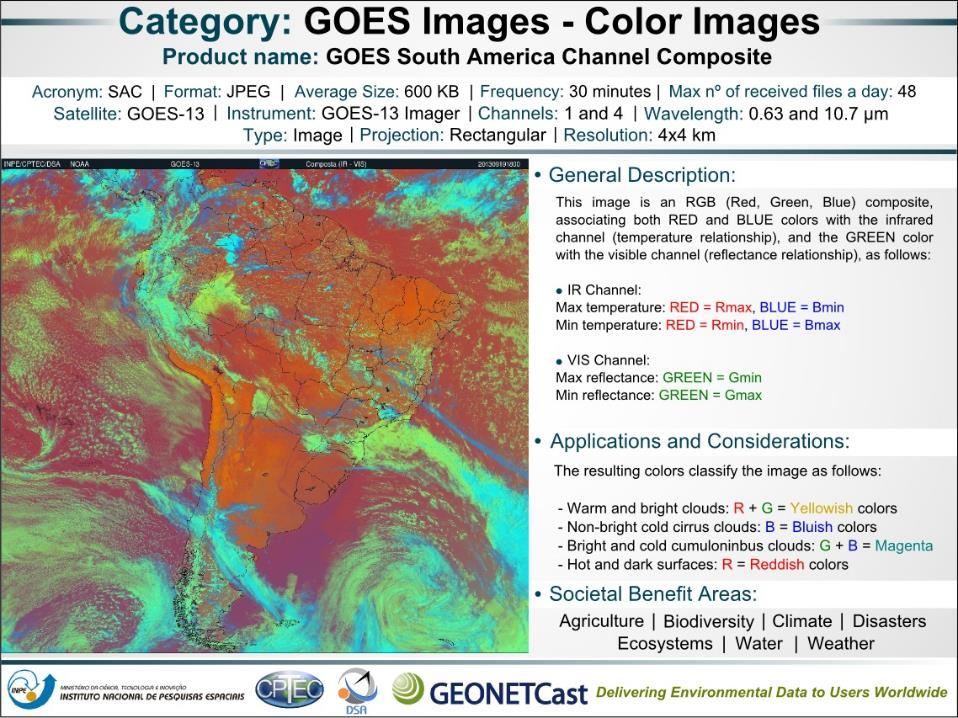 Category: GOES Images - Color Images
Product name: GOES South America Channel Composite
Acronym: SAC | Format: JPEG | Average Size: 600 KB | Frequency: 30 minutes | Max nº of received files a day: 48
Satellite: GOES-13 | Instrument: GOES-13 Imager | Channels: 1 and 4 | Wavelength: 0.63 and 10.7 µm
Type: Image | Projection: Rectangular | Resolution: 4x4 km
INPE/CPTEC/DSA NOAA GOES-13 CPTEC Composta (IR - VIS) 201309191800
• General Description:
This image is an RGB (Red, Green, Blue) composite,
associating both RED and BLUE colors with the infrared
channel (temperature relationship), and the GREEN color
with the visible channel (reflectance relationship), as follows:
• IR Channel:
Max temperature: RED = Rmax, BLUE = Bmin
Min temperature: RED = Rmin, BLUE = Bmax
• VIS Channel:
Max reflectance: GREEN = Gmin
Min reflectance: GREEN = Gmax
• Applications and Considerations:
The resulting colors classify the image as follows:
- Warm and bright clouds: R + G = Yellowish colors
- Non-bright cold cirrus clouds: B = Bluish colors
- Bright and cold cumuloninbus clouds: G + B = Magenta
- Hot and dark surfaces: R = Reddish colors
• Societal Benefit Areas:
Agriculture | Biodiversity | Climate | Disasters
Ecosystems | Water | Weather
INPE
MINISTÉRIO DA CIÊNCIA, TECNOLOGIA E INOVAÇÃO
INSTITUTO NACIONAL DE PESQUISAS ESPACIAIS
CPTEC
DSA
GEONETCast
Delivering Environmental Data to Users Worldwide